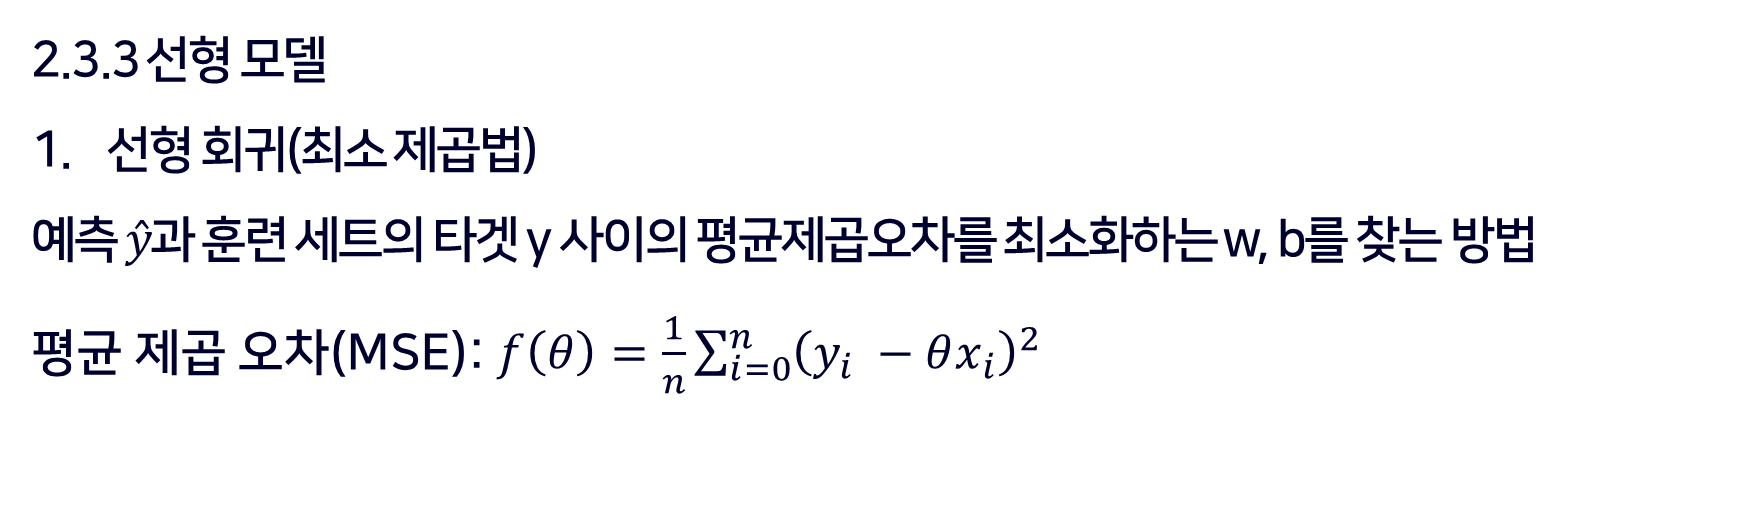 2.3.3 선형 모델
1. 선형 회귀(최소 제곱법)
예측 ŷ과 훈련 세트의 타겟 y 사이의 평균제곱오차를 최소화하는 w, b를 찾는 방법
평균 제곱 오차(MSE): f(θ) = 1/n ∑ⁿᵢ₌₀(yᵢ − θxᵢ)²